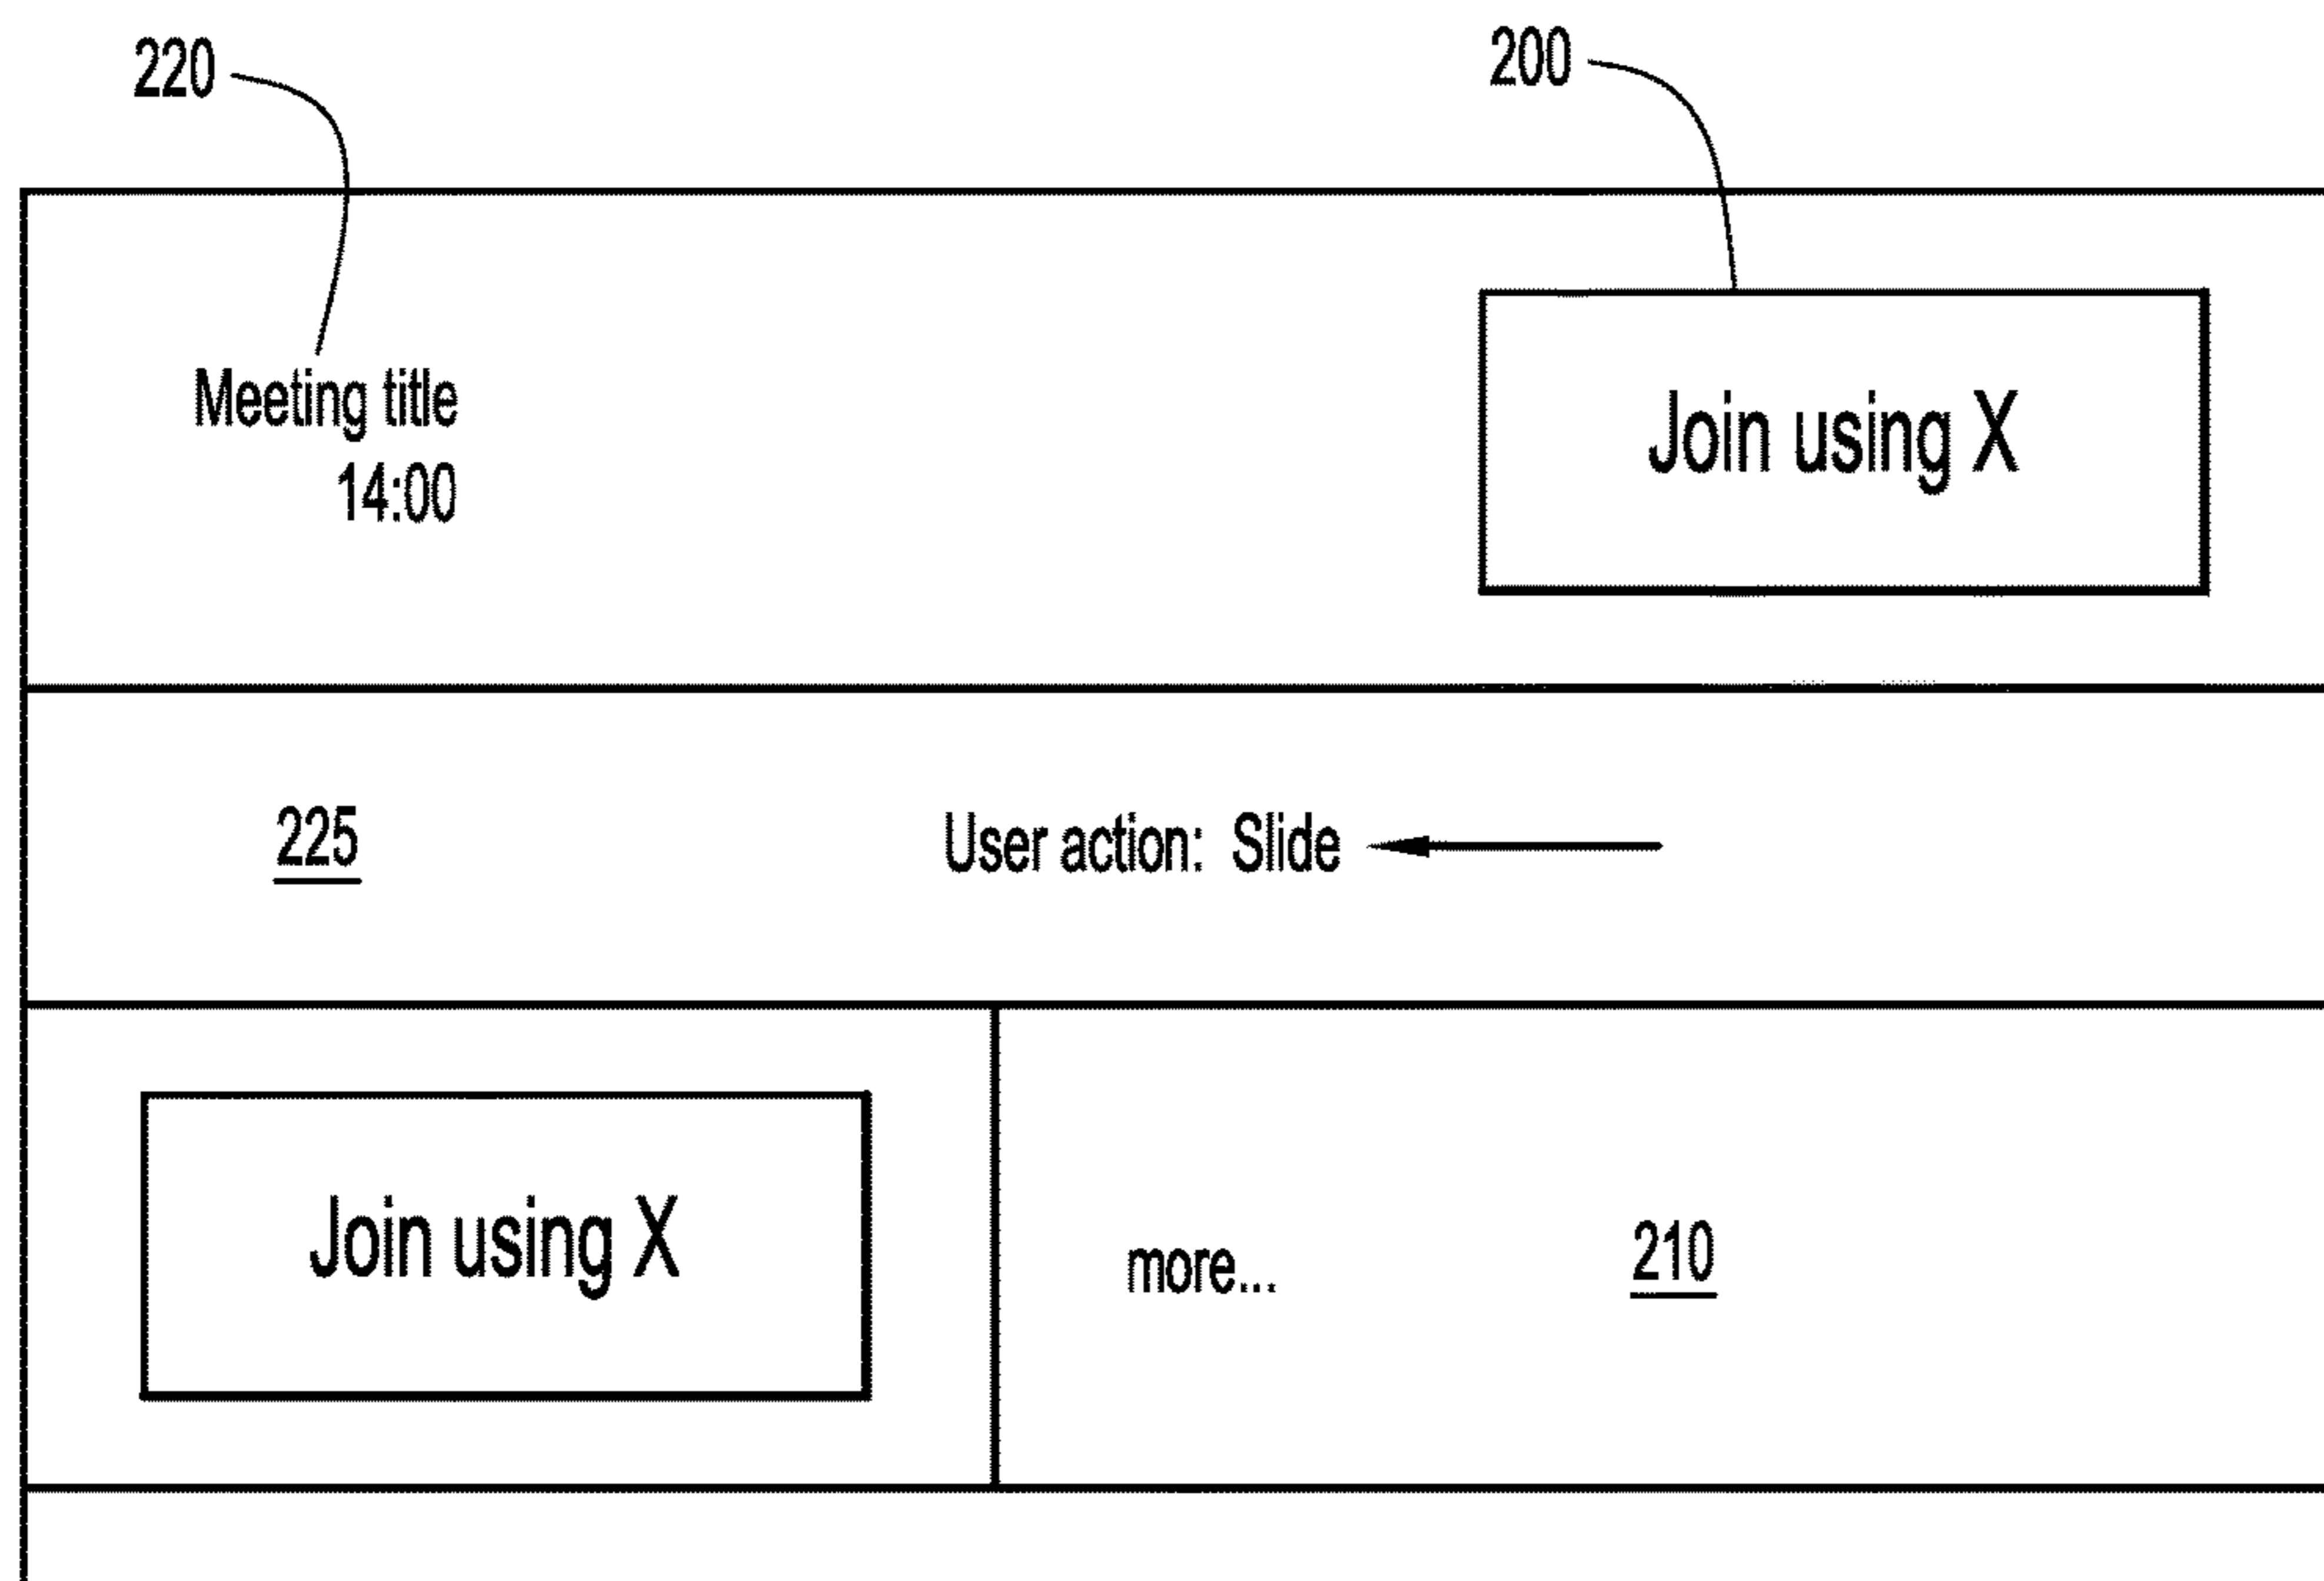 220
200
Meeting title
14:00
Join using X
225
User action: Slide
Join using X
more...
210